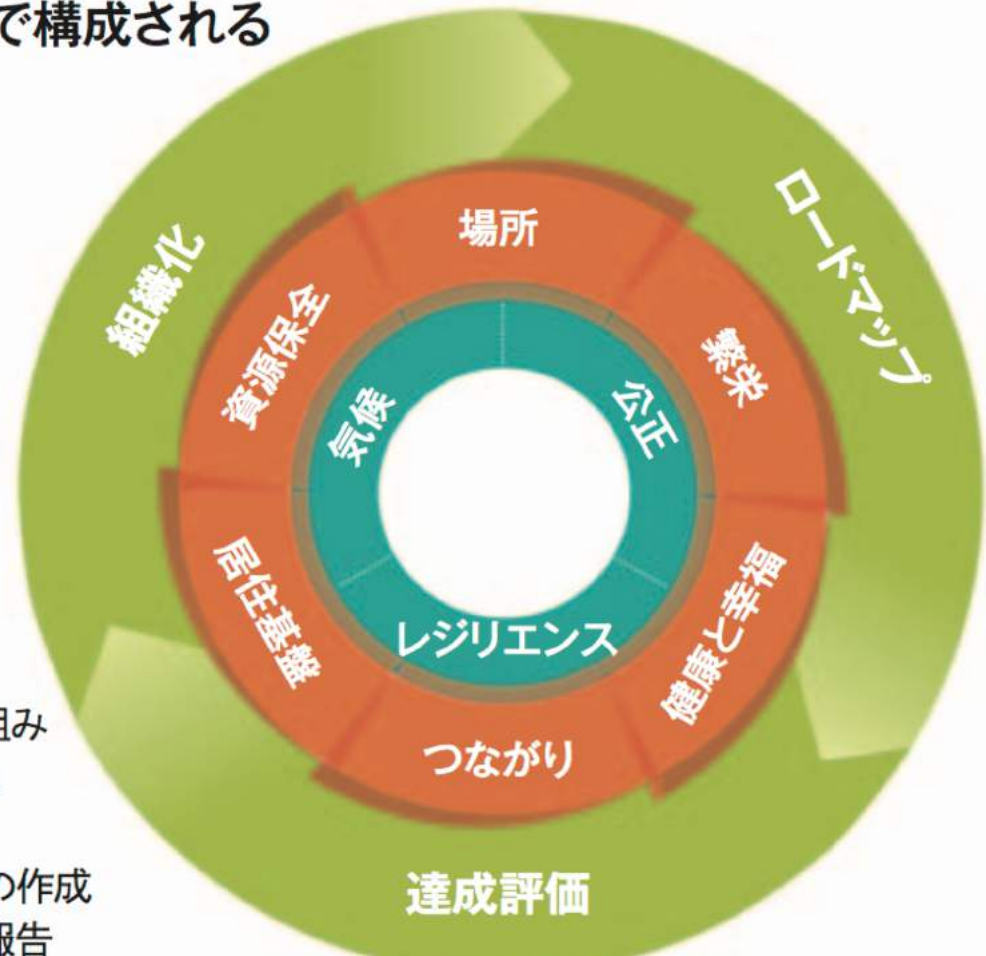 で構成される
組織化
ロードマップ
場所
資源保全
繁栄
気候
公正
居住基盤
レジリエンス
健康と幸福
つながり
組み
の作成
達成評価
報告